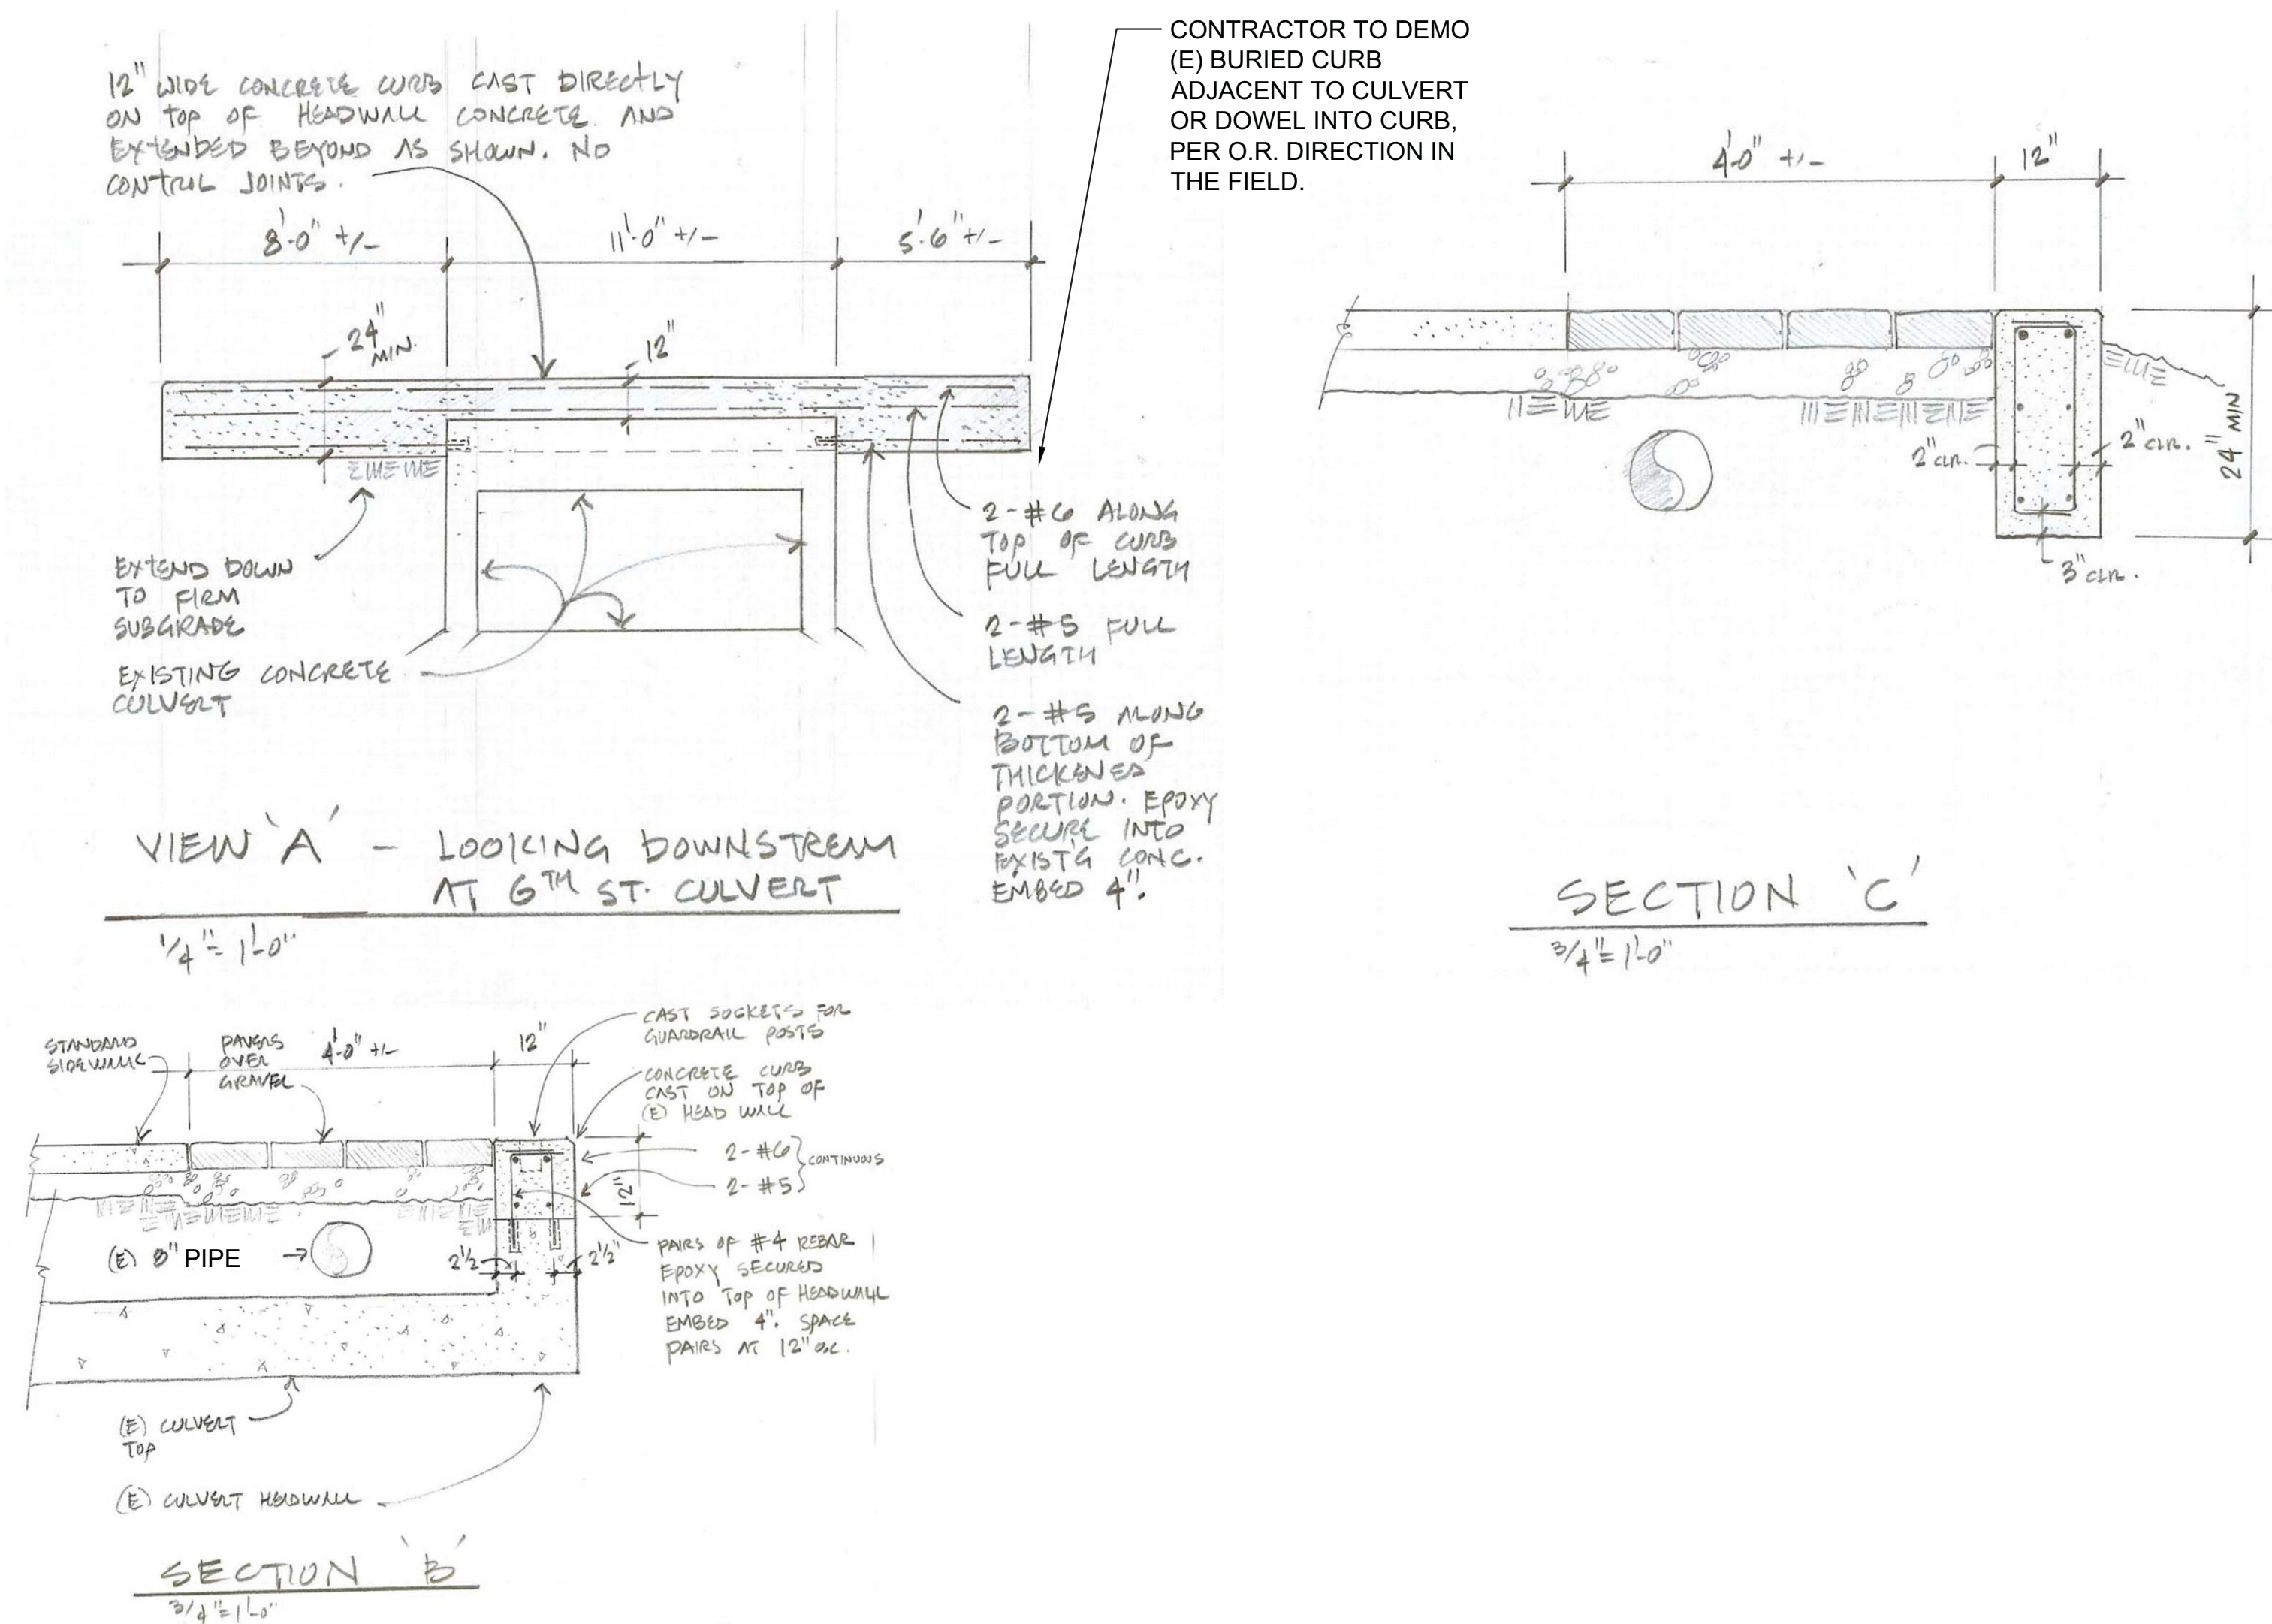 12" WIDE CONCRETE CURB CAST DIRECTLY
ON TOP OF HEADWALL CONCRETE AND
EXTENDED BEYOND AS SHOWN. NO
CONTROL JOINTS.
8'-0" +/-
11'-0" +/-
5'-6" +/-
24"
MIN.
12"
CONTRACTOR TO DEMO
(E) BURIED CURB
ADJACENT TO CULVERT
OR DOWEL INTO CURB,
PER O.R. DIRECTION IN
THE FIELD.
EXTEND DOWN
TO FIRM
SUBGRADE
EXISTING CONCRETE
CULVERT
2-#6 ALONG
TOP OF CURB
FULL LENGTH
2-#5 FULL
LENGTH
2-#5 ALONG
BOTTOM OF
THICKENED
PORTION. EPOXY
SECURE INTO
EXIST'G CONC.
EMBED 4".
VIEW 'A' - LOOKING DOWNSTREAM
AT 6TH ST. CULVERT
1/4"=1'-0"
4'-0" +/-
12"
2" CLR.
2" CLR.
24" MIN
3" CLR.
SECTION 'C'
3/4"=1'-0"
STANDARD
SIDEWALK
PAVERS
OVER
GRAVEL
4'-0" +/-
12"
CAST SOCKETS FOR
GUARDRAIL POSTS
CONCRETE CURB
CAST ON TOP OF
(E) HEAD WALL
2-#6
2-#5
CONTINUOUS
12"
(E) 8" PIPE
2 1/2
2 1/2"
PAIRS OF #4 REBAR
EPOXY SECURED
INTO TOP OF HEADWALL
EMBED 4". SPACE
PAIRS AT 12" O.C.
(E) CULVERT
TOP
(E) CULVERT HEADWALL
SECTION 'B'
3/4"=1'-0"